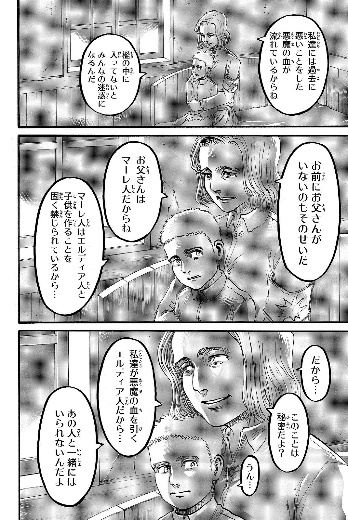 私達には過去に
悪いことをした
悪魔の血が
流れているからね
檻の中に
入ってないと
みんなの迷惑に
なるんだ
お前にお父さんが
いないのもそのせいだ
お父さんは
マーレ人だからね
マーレ人はエルディア人と
子供を作ることを
固く禁じられているから…
だから…
このことは
秘密だよ？
うん…
私達が悪魔の血を引く
エルディア人だから…
あの人と一緒には
いられないんだよ